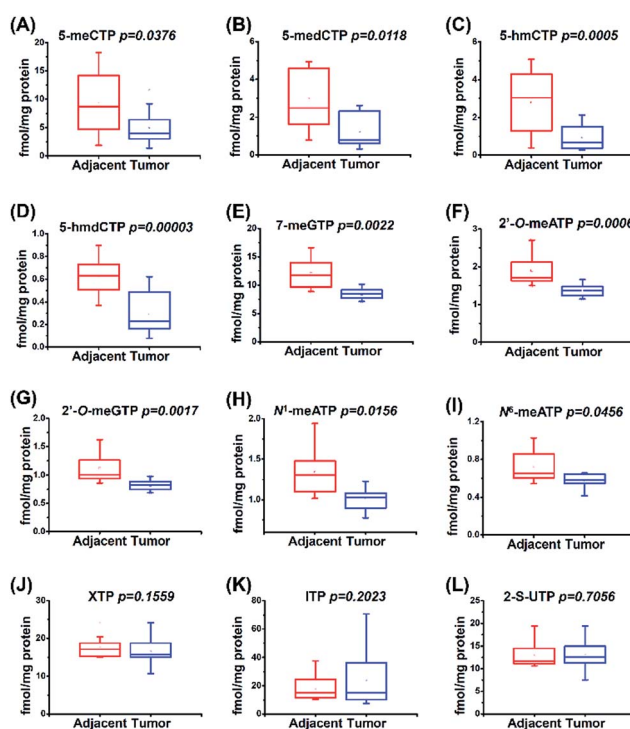 (A) 5-meCTP p=0.0376
fmol/mg protein
20
15
10
5
0
Adjacent Tumor
(B) 5-medCTP p=0.0118
fmol/mg protein
6
4
2
0
Adjacent Tumor
(C) 5-hmCTP p=0.0005
fmol/mg protein
6
4
2
0
Adjacent Tumor
(D) 5-hmdCTP p=0.00003
fmol/mg protein
1.0
0.8
0.6
0.4
0.2
0.0
Adjacent Tumor
(E) 7-meGTP p=0.0022
fmol/mg protein
20
15
10
5
0
Adjacent Tumor
(F) 2'-O-meATP p=0.0006
fmol/mg protein
3
2
1
0
Adjacent Tumor
(G) 2'-O-meGTP p=0.0017
fmol/mg protein
2.0
1.5
1.0
0.5
0.0
Adjacent Tumor
(H) N¹-meATP p=0.0156
fmol/mg protein
2.0
1.5
1.0
Adjacent Tumor
(I) N⁶-meATP p=0.0456
fmol/mg protein
1.2
0.8
0.4
0.0
Adjacent Tumor
(J) XTP p=0.1559
fmol/mg protein
30
20
10
0
Adjacent Tumor
(K) ITP p=0.2023
fmol/mg protein
80
60
40
20
0
Adjacent Tumor
(L) 2-S-UTP p=0.7056
fmol/mg protein
25
20
15
10
5
0
Adjacent Tumor